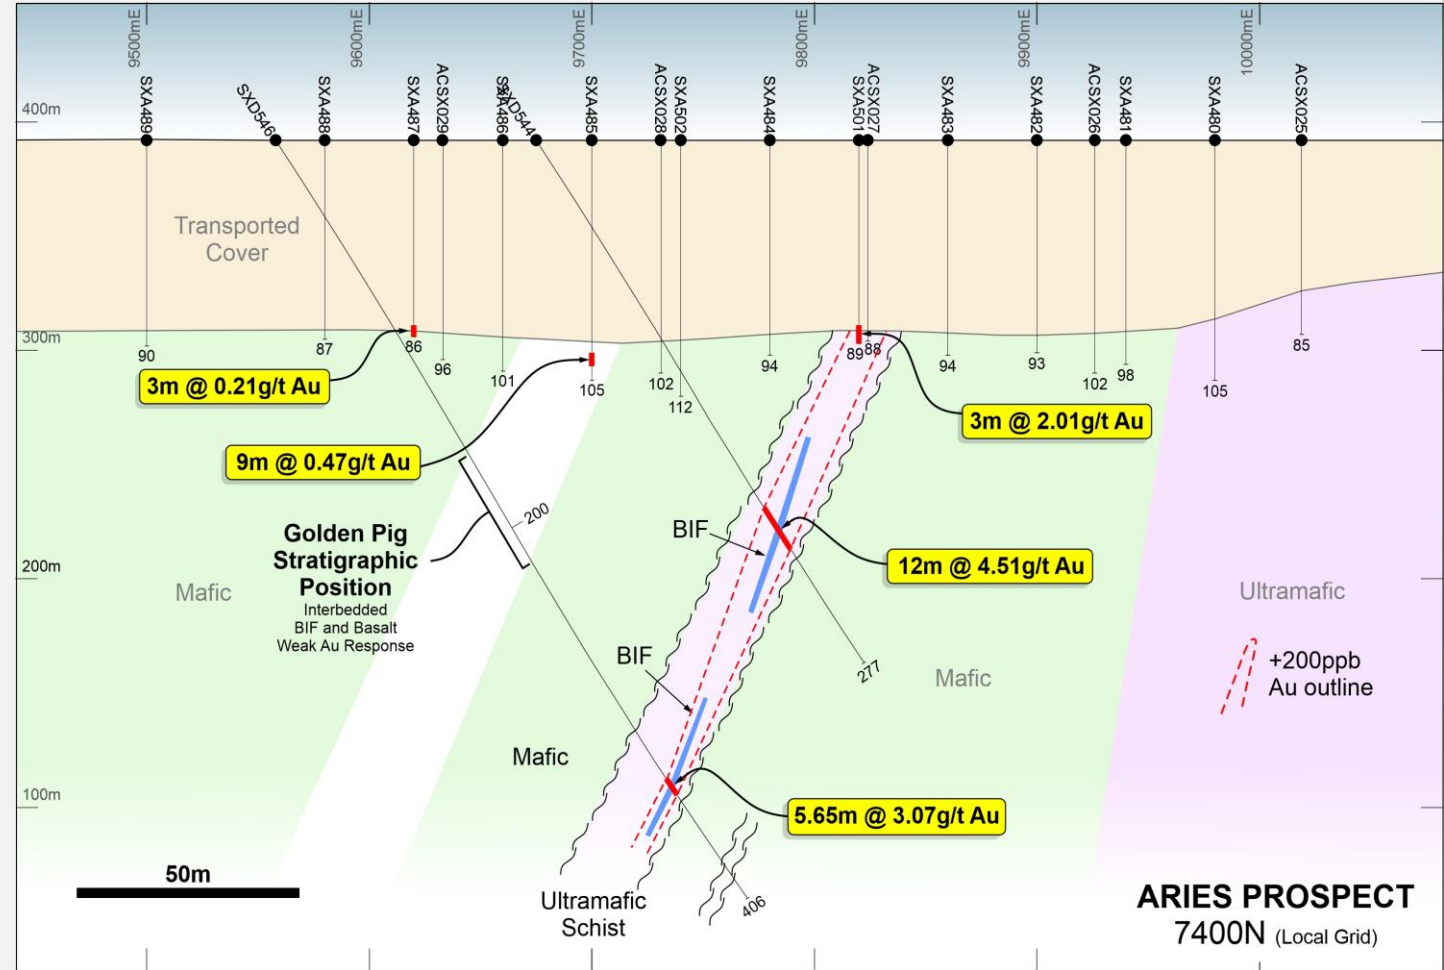 9500mE
9600mE
9700mE
9800mE
9900mE
10000mE
400m
SXA489
SXD546
SXA488
SXA487
ACSX029
SXA486
SXD544
SXA485
ACSX028
SXA502
SXA484
SXA501
ACSX027
SXA483
SXA482
ACSX026
SXA481
SXA480
ACSX025
Transported
Cover
300m
90
87
86
96
101
105
102
112
94
89
88
94
93
102
98
105
85
3m @ 0.21g/t Au
3m @ 2.01g/t Au
9m @ 0.47g/t Au
200
Golden Pig
Stratigraphic
Position
Interbedded
BIF and Basalt
Weak Au Response
BIF
12m @ 4.51g/t Au
200m
Mafic
Ultramafic
BIF
277
Mafic
+200ppb
Au outline
Mafic
100m
5.65m @ 3.07g/t Au
50m
Ultramafic
Schist
406
ARIES PROSPECT
7400N (Local Grid)